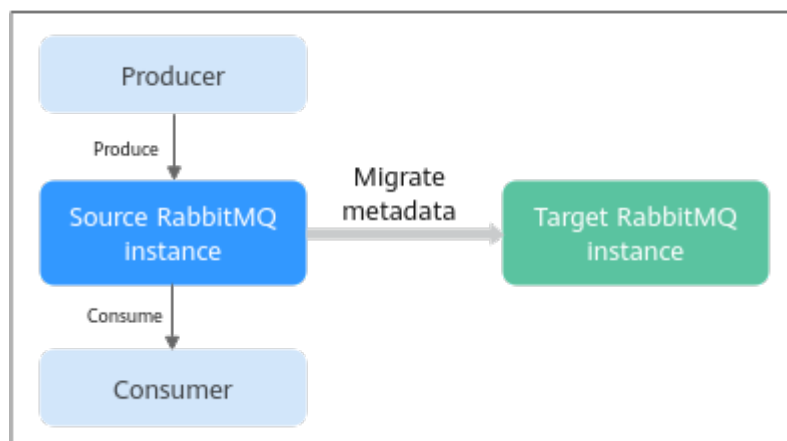 Producer
Produce
Migrate
metadata
Source RabbitMQ
instance
Target RabbitMQ
instance
Consume
Consumer